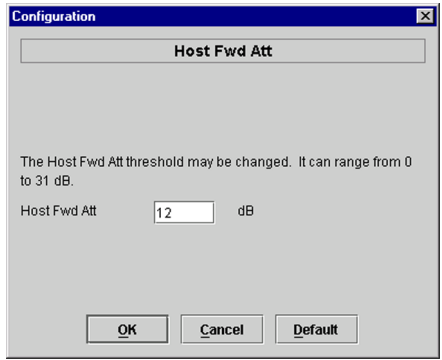 Configuration
Host Fwd Att
The Host Fwd Att threshold may be changed.  It can range from 0
to 31 dB.
Host Fwd Att 12 dB
OK Cancel Default